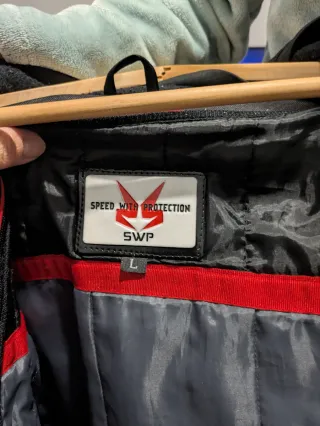 SPEED WITH PROTECTION
SWP
L